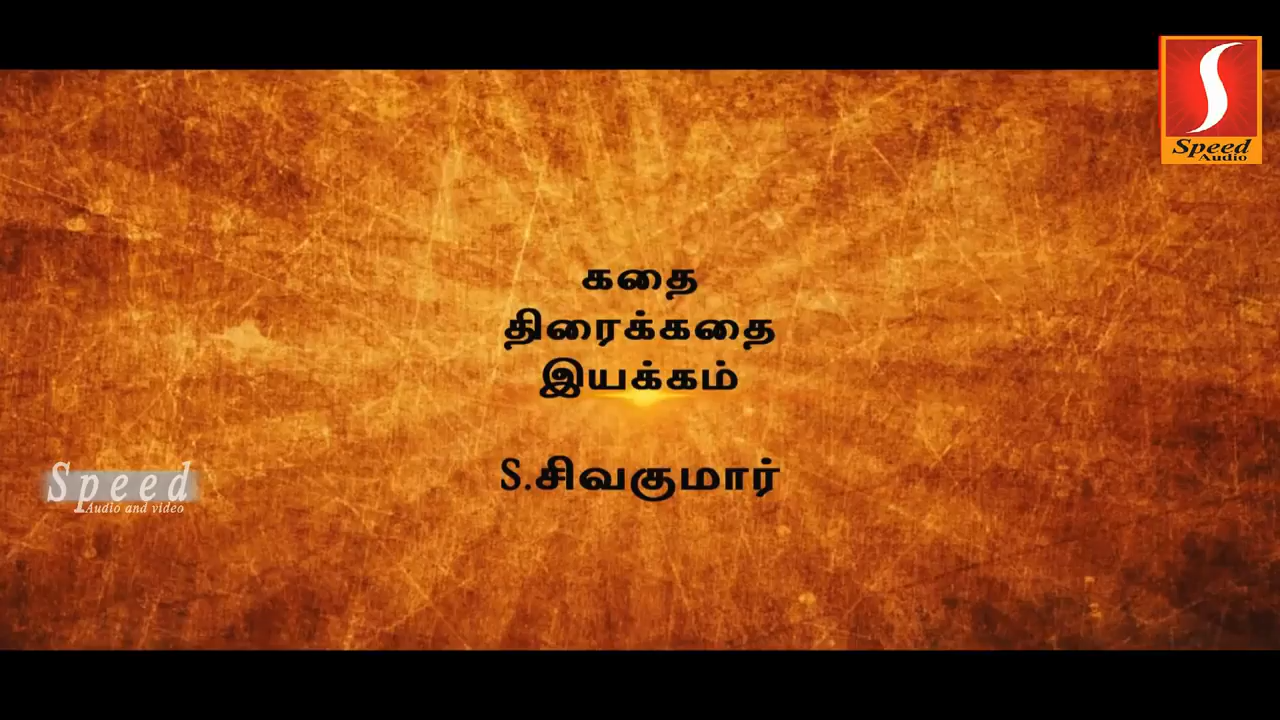 Speed
Audio
கதை
திரைக்கதை
இயக்கம்
S.சிவகுமார்
Speed
Audio and video